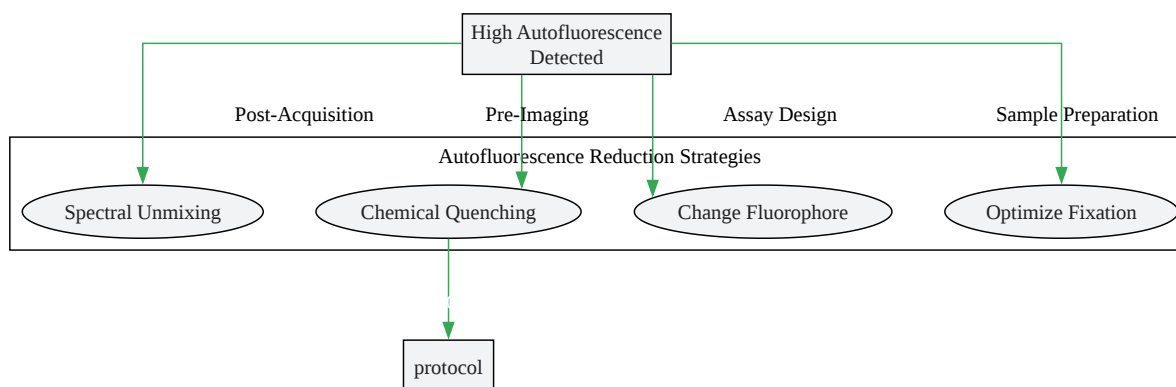 High Autofluorescence
Detected
Post-Acquisition
Pre-Imaging
Assay Design
Sample Preparation
Autofluorescence Reduction Strategies
Spectral Unmixing
Chemical Quenching
Change Fluorophore
Optimize Fixation
protocol